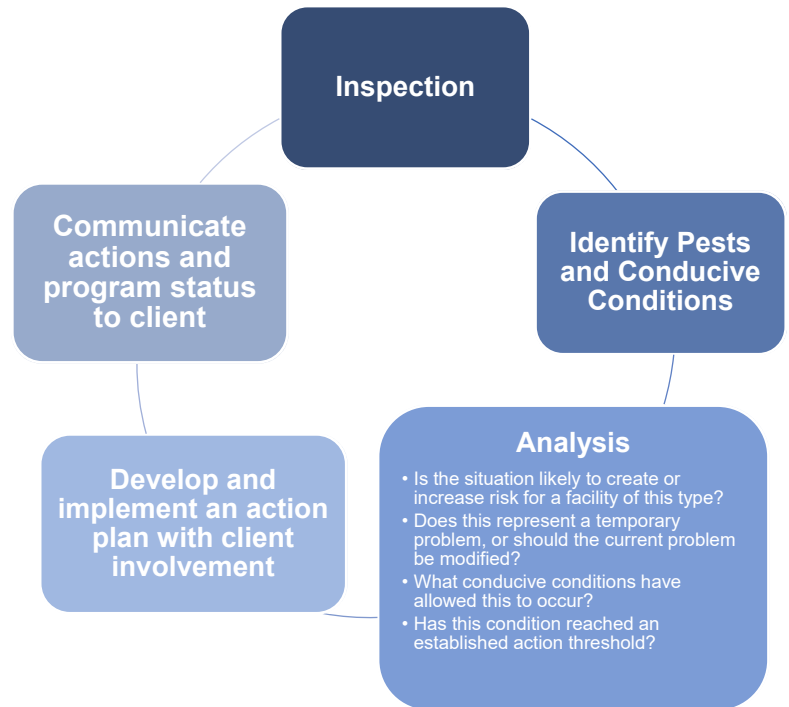 Inspection
Identify Pests
and Conducive
Conditions
Analysis
• Is the situation likely to create or
increase risk for a facility of this type?
• Does this represent a temporary
problem, or should the current problem
be modified?
• What conducive conditions have
allowed this to occur?
• Has this condition reached an
established action threshold?
Develop and
implement an action
plan with client
involvement
Communicate
actions and
program status
to client